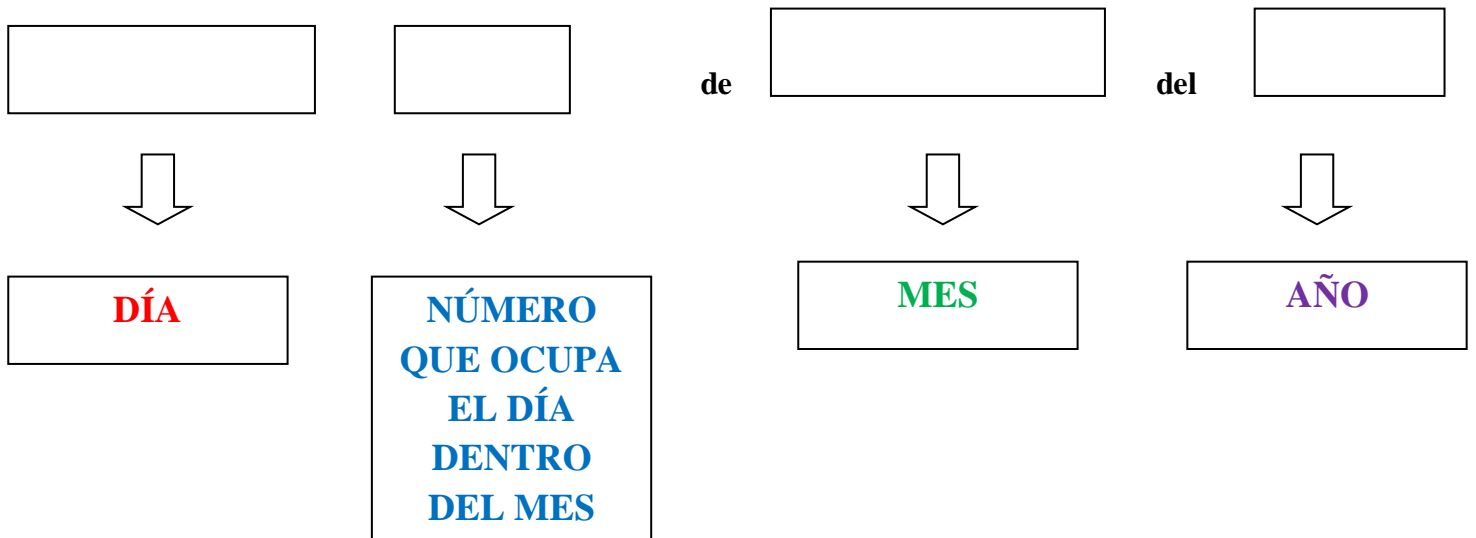 de del
DÍA
NÚMERO
QUE OCUPA
EL DÍA
DENTRO
DEL MES
MES
AÑO